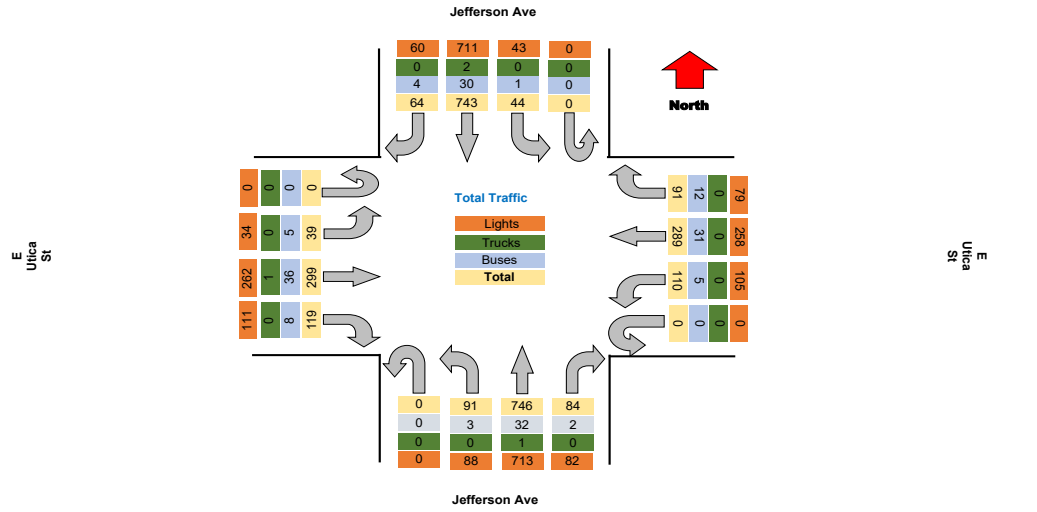 Jefferson Ave
60 711 43 0
0 2 0 0
4 30 1 0
64 743 44 0
North
0 0 0 0
34 0 5 39
262 1 36 299
111 0 8 119
E
Utica
St
Total Traffic
Lights
Trucks
Buses
Total
91 12 0 79
289 31 0 258
110 5 0 105
0 0 0 0
E
Utica
St
0 91 746 84
0 3 32 2
0 0 1 0
0 88 713 82
Jefferson Ave